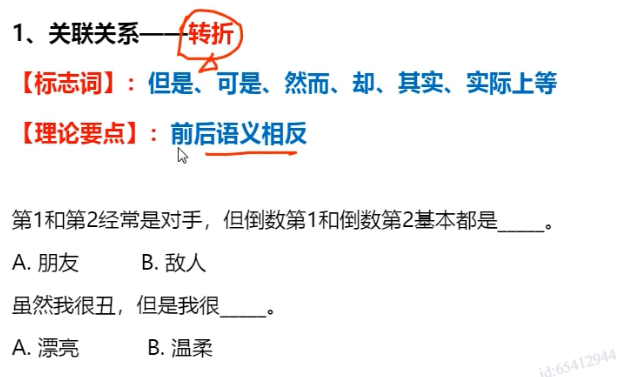 1、关联关系——转折
【标志词】：但是、可是、然而、却、其实、实际上等
【理论要点】：前后语义相反
第1和第2经常是对手，但倒数第1和倒数第2基本都是_____。
A. 朋友 B. 敌人
虽然我很丑，但是我很_____。
A. 漂亮 B. 温柔
id:65412944